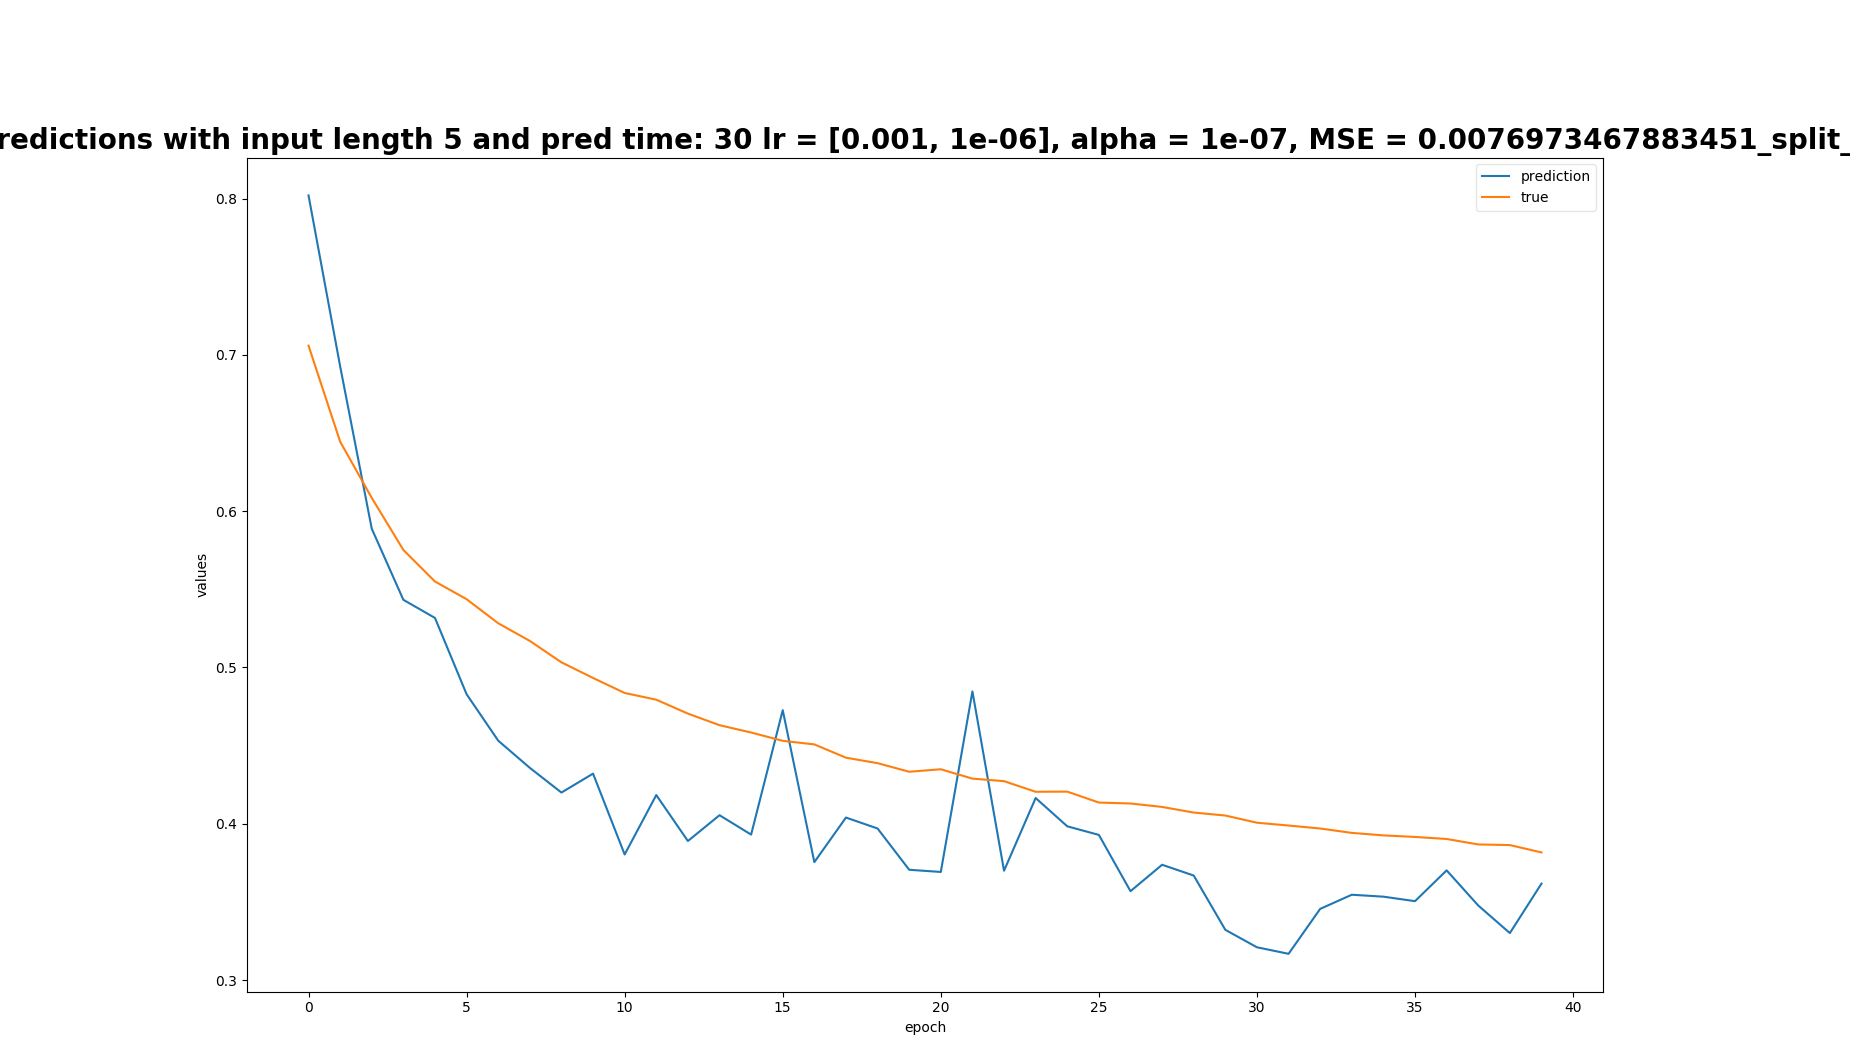 redictions with input length 5 and pred time: 30 lr = [0.001, 1e-06], alpha = 1e-07, MSE = 0.0076973467883451_split_
prediction
true
0.8
0.7
0.6
0.5
0.4
0.3
values
0 5 10 15 20 25 30 35 40
epoch